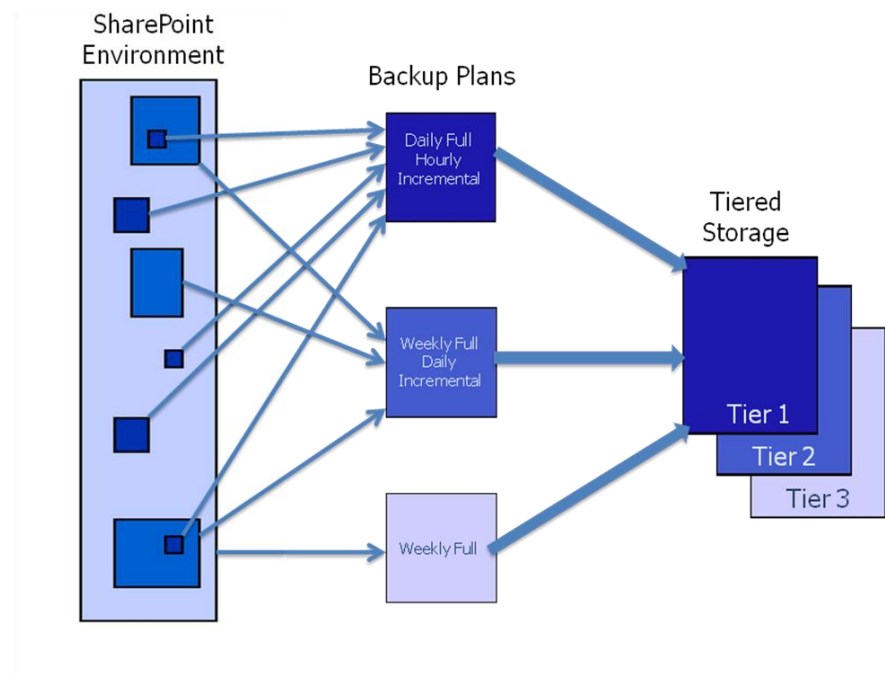 SharePoint
Environment
Backup Plans
Daily Full
Hourly
Incremental
Weekly Full
Daily
Incremental
Weekly Full
Tiered
Storage
Tier 1
Tier 2
Tier 3